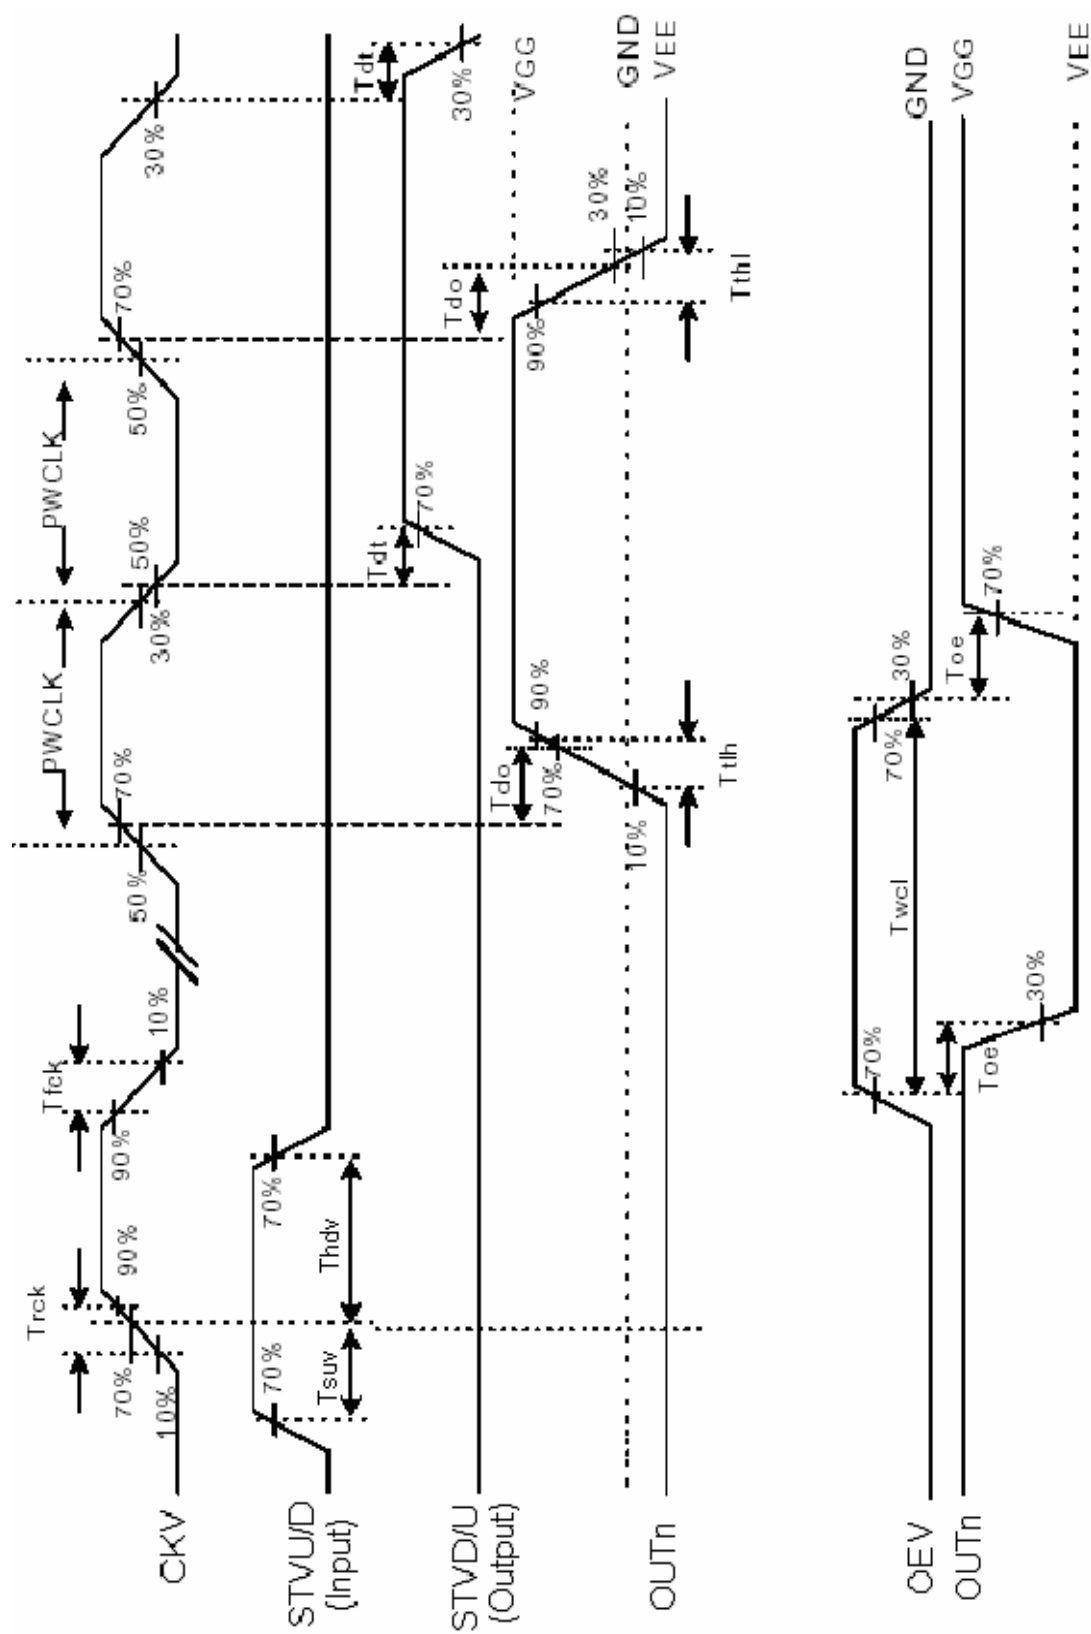 Trck
Tfck
PWCLK
PWCLK
CKV
70%
10%
90%
90%
10%
50%
70%
30%
50%
50%
70%
30%
STVU/D
(Input)
70%
70%
Tsuv
Thdv
STVD/U
(Output)
Tdt
70%
Tdt
30%
VGG
Tdo
90%
70%
10%
Tdo
90%
30%
10%
GND
VEE
OUTn
Ttlh
Tthl
OEV
70%
Twcl
70%
30%
GND
OUTn
Toe
30%
Toe
70%
VGG
VEE